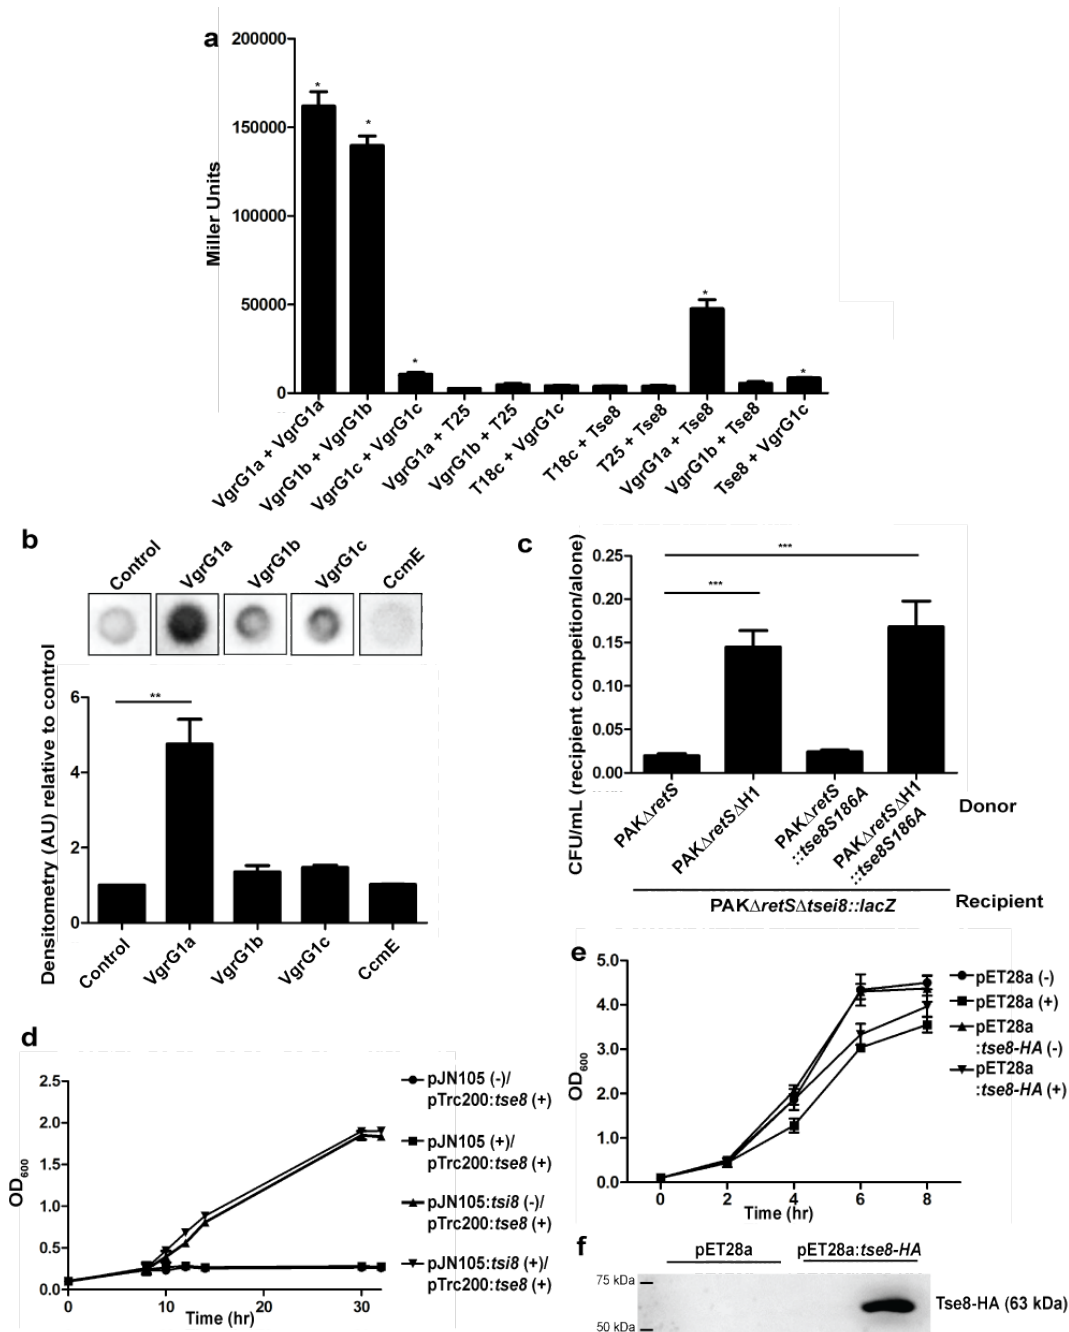 a
200000
150000
100000
50000
0
Miller Units
*
*
*
*
*
VgrG1a + VgrG1a
VgrG1b + VgrG1b
VgrG1c + VgrG1c
VgrG1a + T25
VgrG1b + T25
T18c + VgrG1c
T18c + Tse8
T25 + Tse8
VgrG1a + Tse8
VgrG1b + Tse8
Tse8 + VgrG1c
b
Control
VgrG1a
VgrG1b
VgrG1c
CcmE
Densitometry (AU) relative to control
6
4
2
0
**
Control
VgrG1a
VgrG1b
VgrG1c
CcmE
c
CFU/mL (recipient compeition/alone)
0.25
0.20
0.15
0.10
0.05
0.00
***
***
PAKΔretS
PAKΔretSΔH1
PAKΔretS
::tse8S186A
PAKΔretSΔH1
::tse8S186A
Donor
PAKΔretSΔtsei8::lacZ
Recipient
d
OD600
2.5
2.0
1.5
1.0
0.5
0.0
0
10
20
30
Time (hr)
pJN105 (-)/
pTrc200:tse8 (+)
pJN105 (+)/
pTrc200:tse8 (+)
pJN105:tsi8 (-)/
pTrc200:tse8 (+)
pJN105:tsi8 (+)/
pTrc200:tse8 (+)
e
OD600
5.0
4.0
3.0
2.0
1.0
0.0
0
2
4
6
8
Time (hr)
pET28a (-)
pET28a (+)
pET28a
:tse8-HA (-)
pET28a
:tse8-HA (+)
f
pET28a
pET28a:tse8-HA
75 kDa
50 kDa
Tse8-HA (63 kDa)